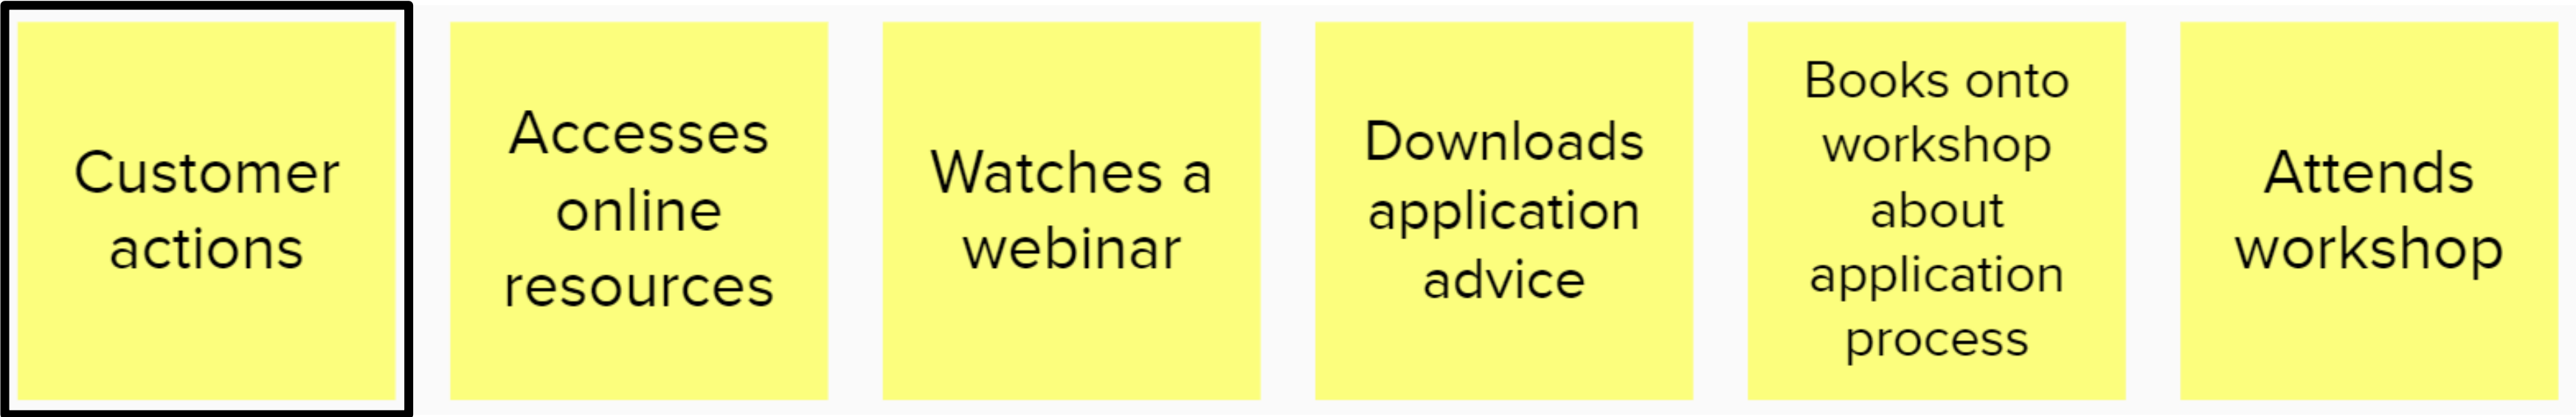 Customer
actions
Accesses
online
resources
Watches a
webinar
Downloads
application
advice
Books onto
workshop
about
application
process
Attends
workshop